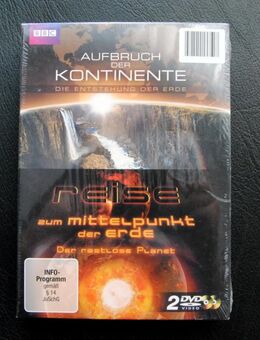 BBC
AUFBRUCH
DER
KONTINENTE
DIE ENTSTEHUNG DER ERDE
reise
zum mittelpunkt
der erde
Der rastlose Planet
INFO-
Programm
gemäß
§ 14
JuSchG
2 DVDs
VIDEO